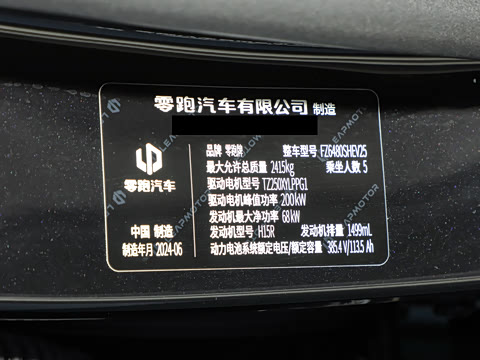 零跑汽车有限公司 制造
品牌 零跑牌 整车型号 FZ6480SHEV25
最大允许总质量 2415kg 乘坐人数 5
驱动电机型号 TZ250XYLPPG1
驱动电机峰值功率 200kW
发动机最大净功率 68kW
发动机型号 H15R 发动机排量 1499mL
动力电池系统额定电压/额定容量 385.4 V/113.5 Ah
零跑汽车
中国 制造
制造年月 2024-06
LEAPMOTOR
LEAPMOTOR